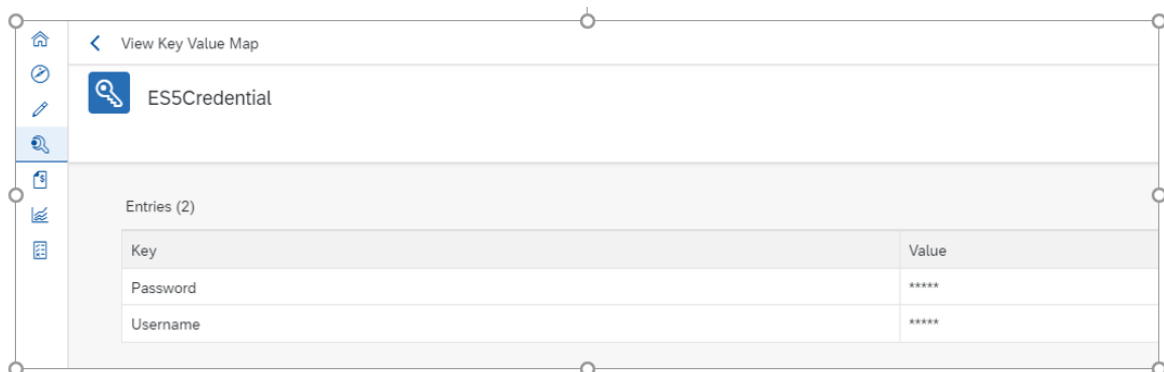 View Key Value Map
ES5Credential
Entries (2)
Key Value
Password *****
Username *****